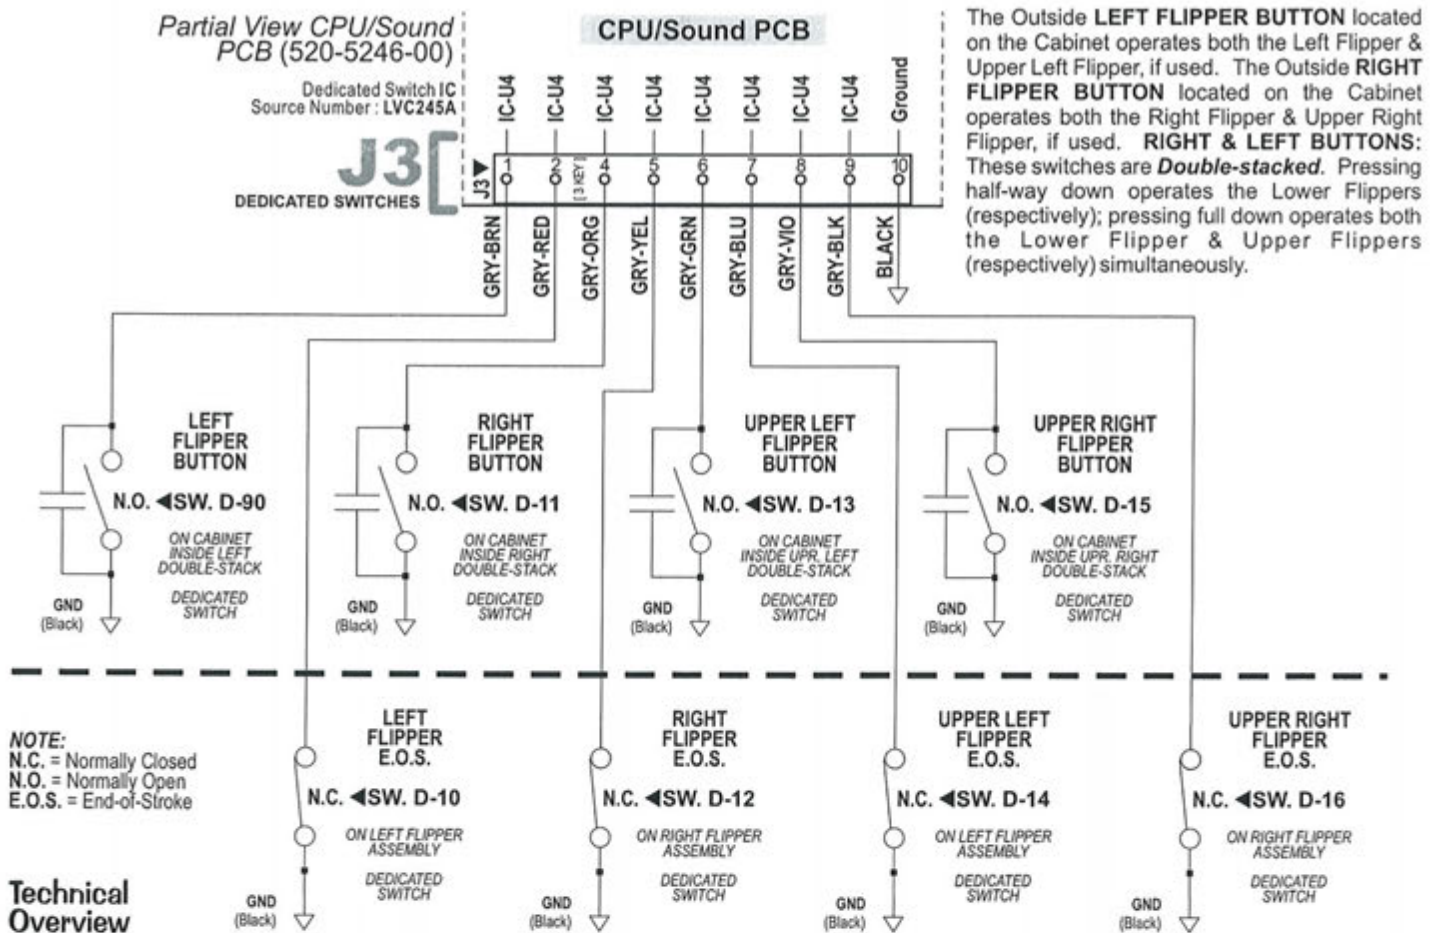 Partial View CPU/Sound
PCB (520-5246-00)
Dedicated Switch IC
Source Number : LVC245A
J3
DEDICATED SWITCHES
CPU/Sound PCB
IC-U4
IC-U4
IC-U4
IC-U4
IC-U4
IC-U4
IC-U4
IC-U4
Ground
J3
1
2
[ 3 KEY ]
4
5
6
7
8
9
10
GRY-BRN
GRY-RED
GRY-ORG
GRY-YEL
GRY-GRN
GRY-BLU
GRY-VIO
GRY-BLK
BLACK
The Outside LEFT FLIPPER BUTTON located
on the Cabinet operates both the Left Flipper &
Upper Left Flipper, if used. The Outside RIGHT
FLIPPER BUTTON located on the Cabinet
operates both the Right Flipper & Upper Right
Flipper, if used. RIGHT & LEFT BUTTONS:
These switches are Double-stacked. Pressing
half-way down operates the Lower Flippers
(respectively); pressing full down operates both
the Lower Flipper & Upper Flippers
(respectively) simultaneously.
LEFT
FLIPPER
BUTTON
N.O. ◀SW. D-90
ON CABINET
INSIDE LEFT
DOUBLE-STACK
DEDICATED
SWITCH
GND
(Black)
RIGHT
FLIPPER
BUTTON
N.O. ◀SW. D-11
ON CABINET
INSIDE RIGHT
DOUBLE-STACK
DEDICATED
SWITCH
GND
(Black)
UPPER LEFT
FLIPPER
BUTTON
N.O. ◀SW. D-13
ON CABINET
INSIDE UPR. LEFT
DOUBLE-STACK
DEDICATED
SWITCH
GND
(Black)
UPPER RIGHT
FLIPPER
BUTTON
N.O. ◀SW. D-15
ON CABINET
INSIDE UPR. RIGHT
DOUBLE-STACK
DEDICATED
SWITCH
GND
(Black)
NOTE:
N.C. = Normally Closed
N.O. = Normally Open
E.O.S. = End-of-Stroke
LEFT
FLIPPER
E.O.S.
N.C. ◀SW. D-10
ON LEFT FLIPPER
ASSEMBLY
DEDICATED
SWITCH
GND
(Black)
RIGHT
FLIPPER
E.O.S.
N.C. ◀SW. D-12
ON RIGHT FLIPPER
ASSEMBLY
DEDICATED
SWITCH
GND
(Black)
UPPER LEFT
FLIPPER
E.O.S.
N.C. ◀SW. D-14
ON LEFT FLIPPER
ASSEMBLY
DEDICATED
SWITCH
GND
(Black)
UPPER RIGHT
FLIPPER
E.O.S.
N.C. ◀SW. D-16
ON RIGHT FLIPPER
ASSEMBLY
DEDICATED
SWITCH
GND
(Black)
Technical
Overview